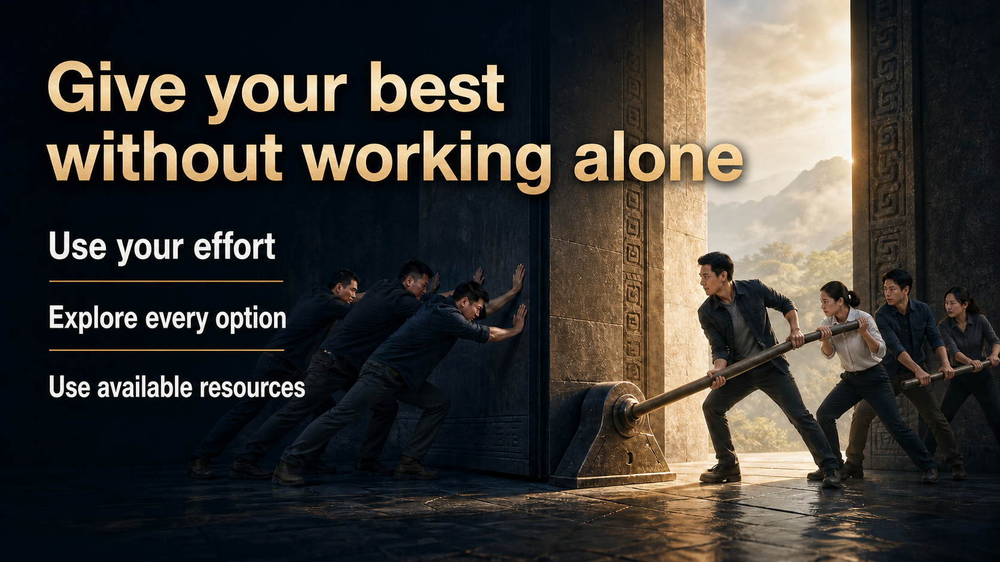 Give your best
without working alone
Use your effort
Explore every option
Use available resources